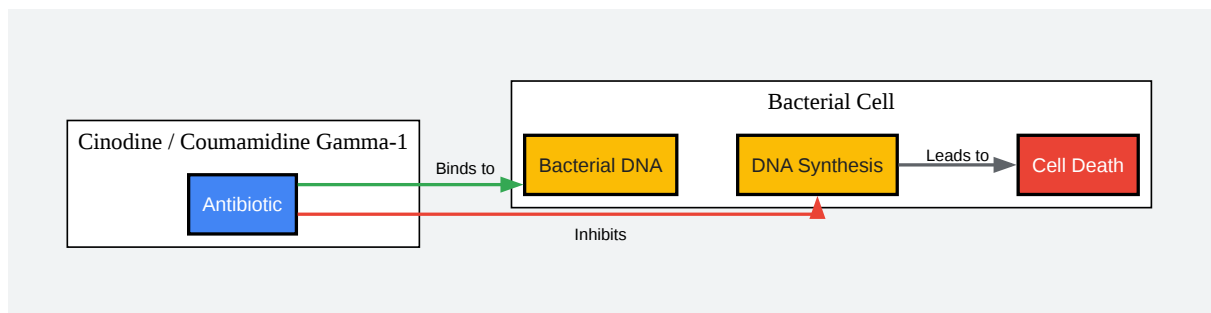 Cinodine / Coumamidine Gamma-1
Antibiotic
Binds to
Inhibits
Bacterial Cell
Bacterial DNA
DNA Synthesis
Leads to
Cell Death